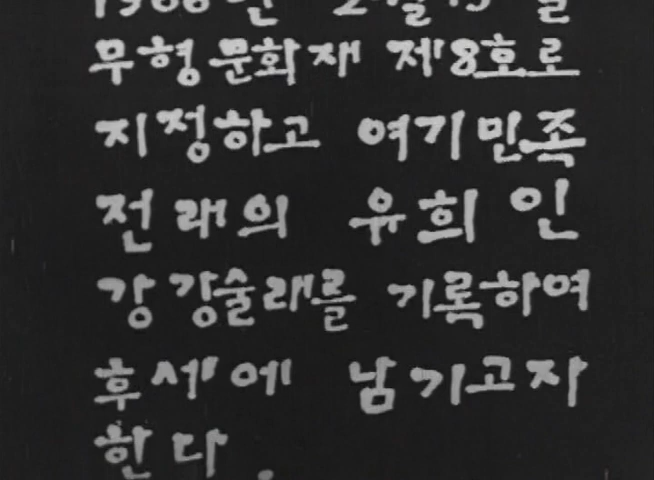 무형문화재 제8호로
지정하고 여기민족
전래의 유희인
강강술래를 기록하여
후세에 남기고자
한다.